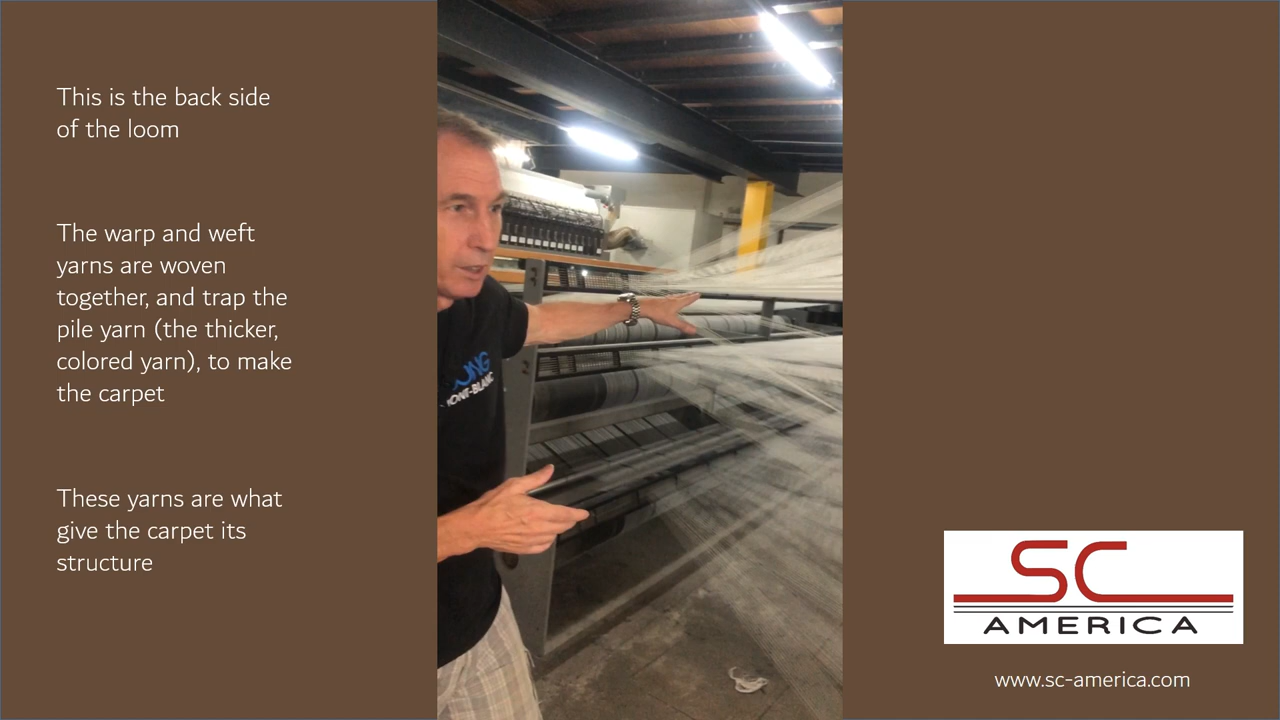 This is the back side
of the loom
The warp and weft
yarns are woven
together, and trap the
pile yarn (the thicker,
colored yarn), to make
the carpet
These yarns are what
give the carpet its
structure
MONT-BLANC
SC
AMERICA
www.sc-america.com